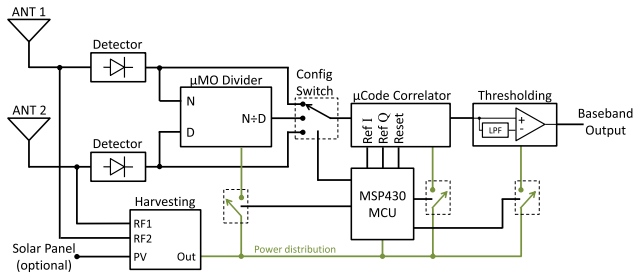 ANT 1
Detector
μMO Divider
N
D
N÷D
ANT 2
Detector
Config
Switch
μCode Correlator
Ref I
Ref Q
Reset
Thresholding
LPF
+
-
Baseband
Output
MSP430
MCU
Harvesting
RF1
RF2
PV
Out
Solar Panel
(optional)
Power distribution